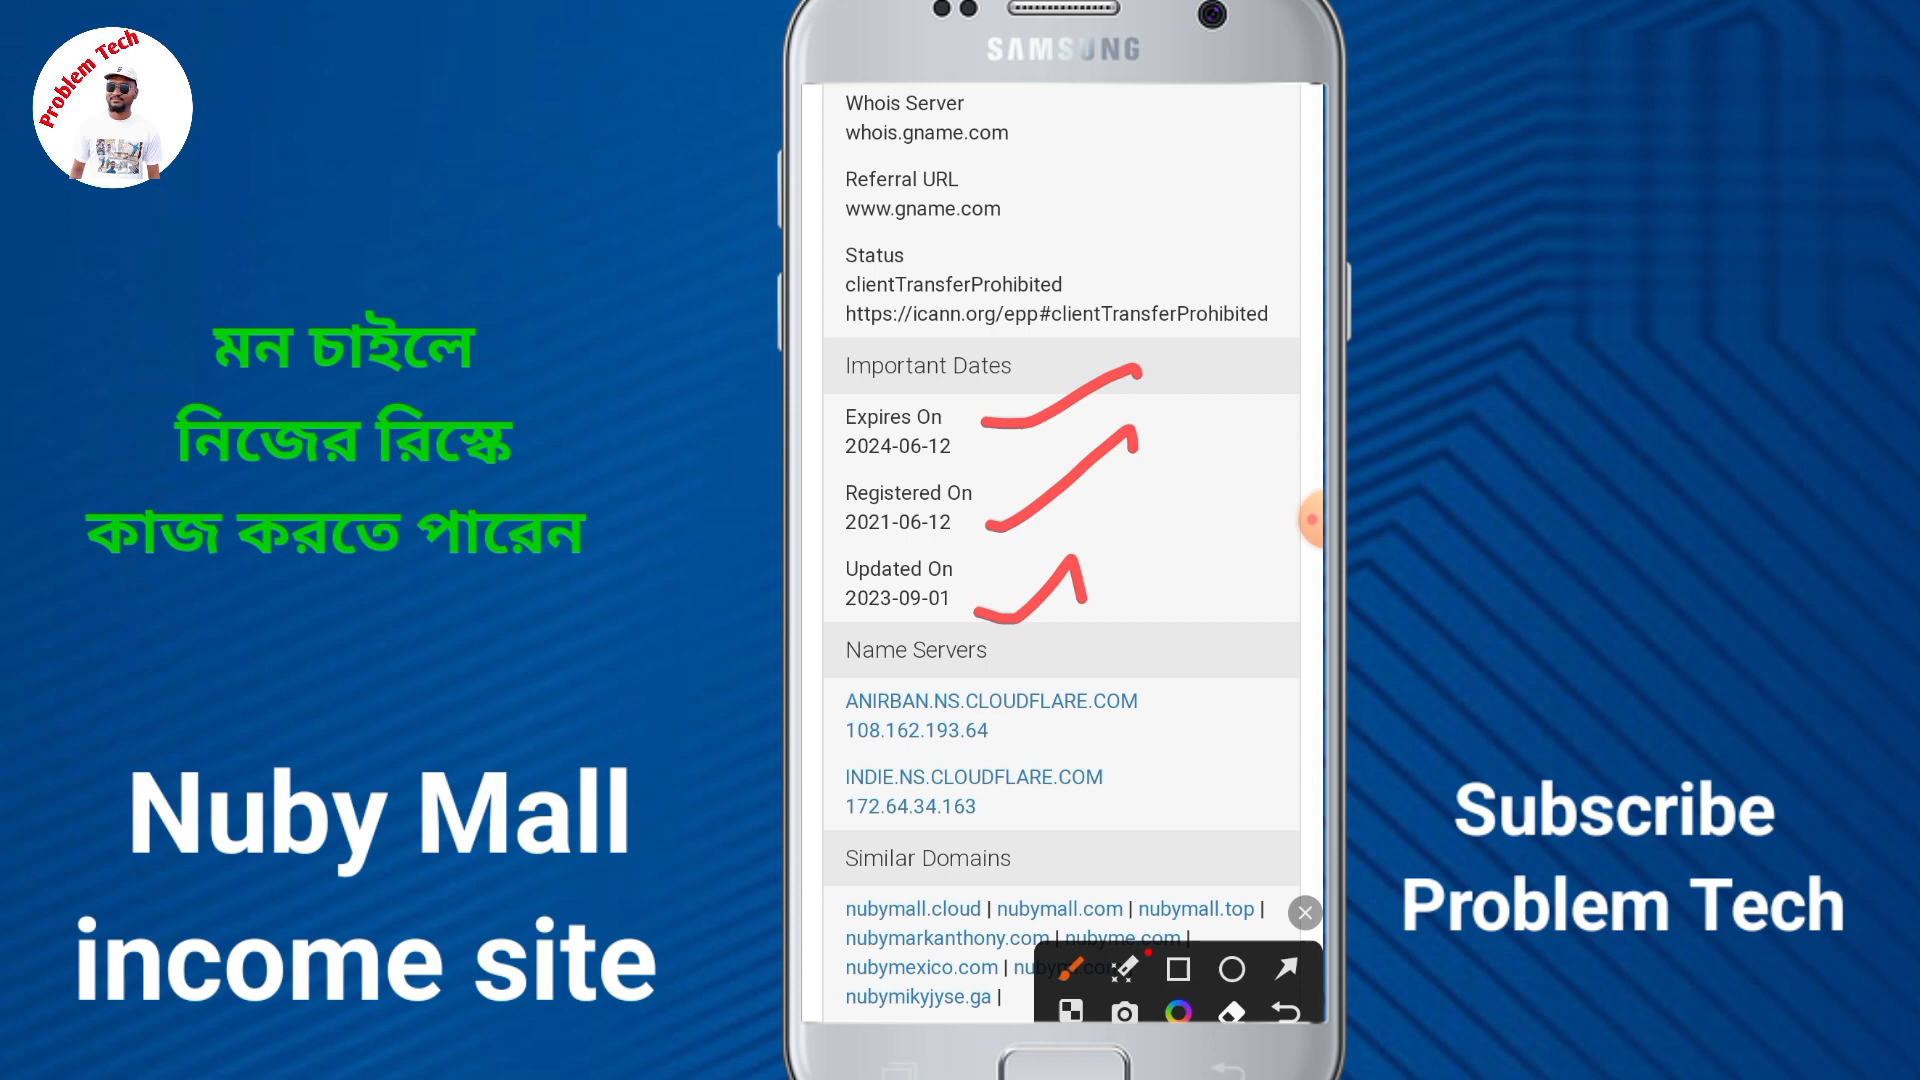 Problem Tech
মন চাইলে
নিজের রিস্কে
কাজ করতে পারেন
Nuby Mall
income site
SAMSUNG
Whois Server
whois.gname.com
Referral URL
www.gname.com
Status
clientTransferProhibited
https://icann.org/epp#clientTransferProhibited
Important Dates
Expires On
2024-06-12
Registered On
2021-06-12
Updated On
2023-09-01
Name Servers
ANIRBAN.NS.CLOUDFLARE.COM
108.162.193.64
INDIE.NS.CLOUDFLARE.COM
172.64.34.163
Similar Domains
nubymall.cloud | nubymall.com | nubymall.top |
nubymarkanthony.com | nubyme.com |
nubymexico.com |
nubymikyjyse.ga |
Subscribe
Problem Tech